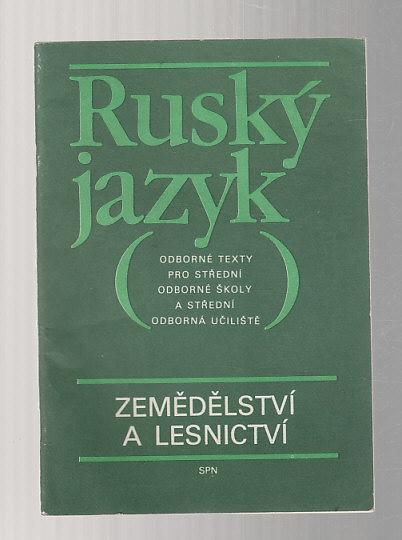 Ruský
jazyk
(ODBORNÉ TEXTY
PRO STŘEDNÍ
ODBORNÉ ŠKOLY
A STŘEDNÍ
ODBORNÁ UČILIŠTĚ)
ZEMĚDĚLSTVÍ
A LESNICTVÍ
SPN